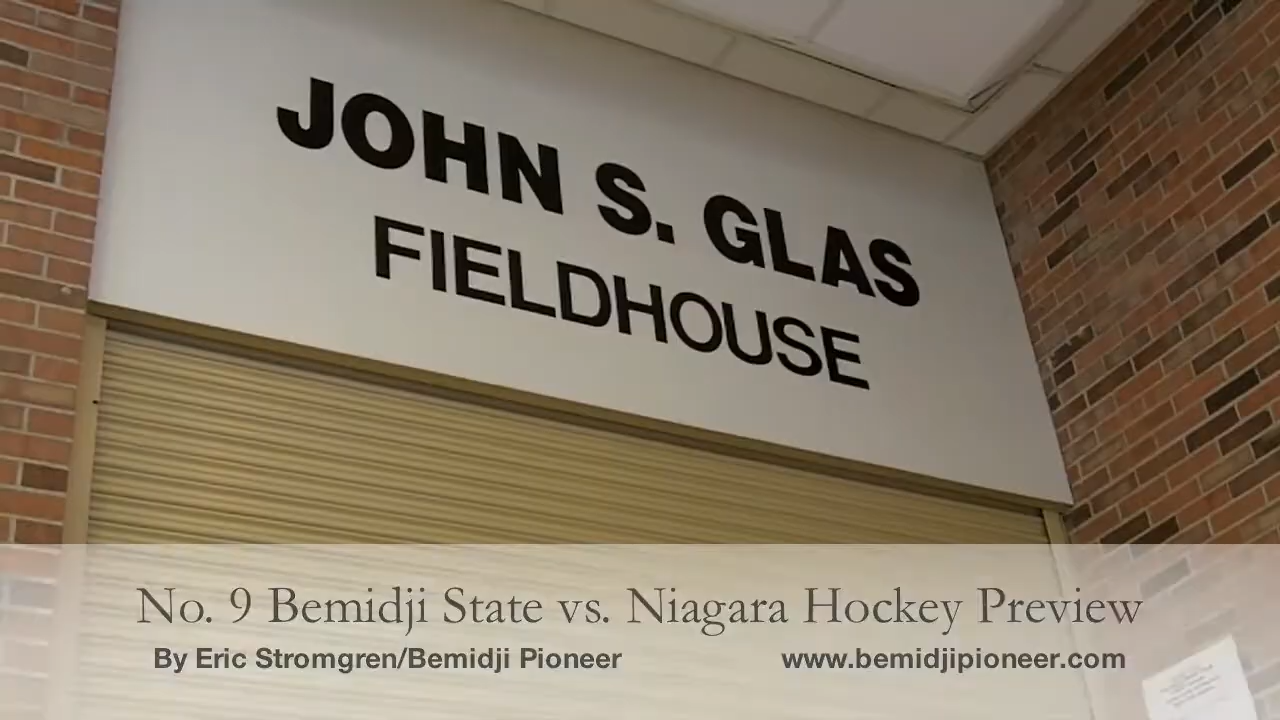 JOHN S. GLAS
FIELDHOUSE
No. 9 Bemidji State vs. Niagara Hockey Preview
By Eric Stromgren/Bemidji Pioneer www.bemidjipioneer.com